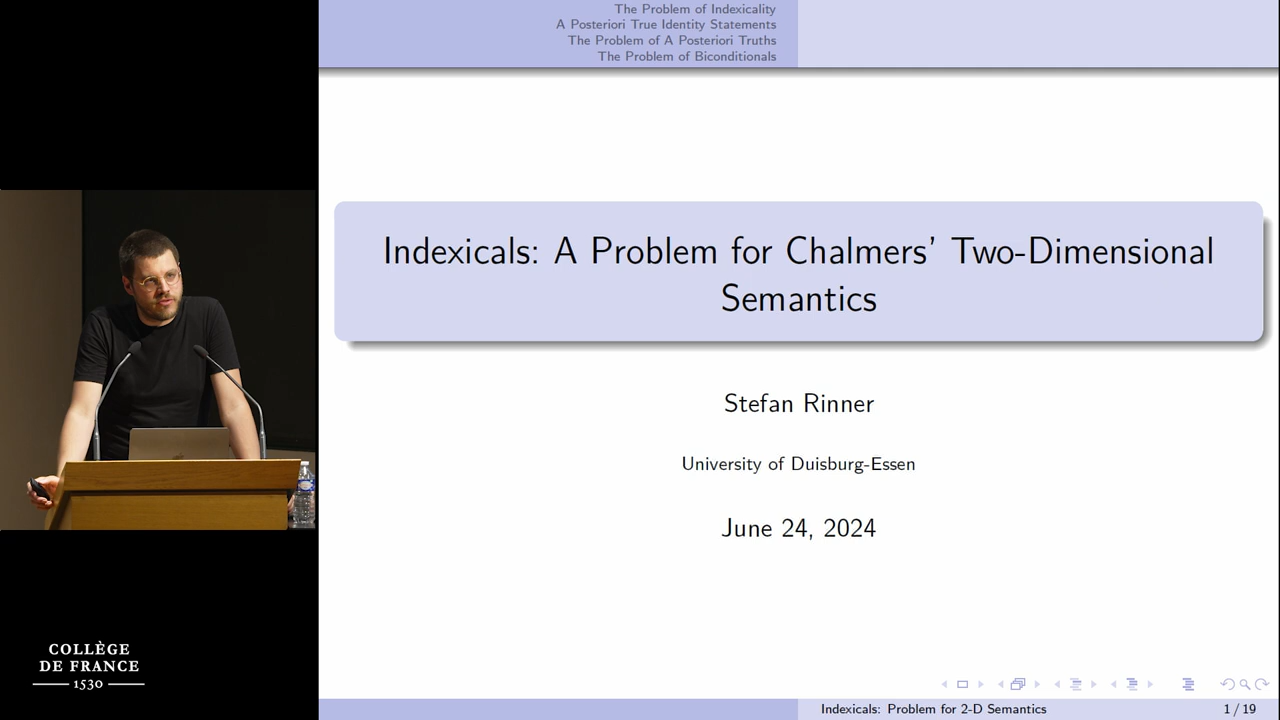 The Problem of Indexicality
A Posteriori True Identity Statements
The Problem of A Posteriori Truths
The Problem of Biconditionals
Indexicals: A Problem for Chalmers' Two-Dimensional
Semantics
Stefan Rinner
University of Duisburg-Essen
June 24, 2024
COLLÈGE
DE FRANCE
1530
Indexicals: Problem for 2-D Semantics
1 / 19